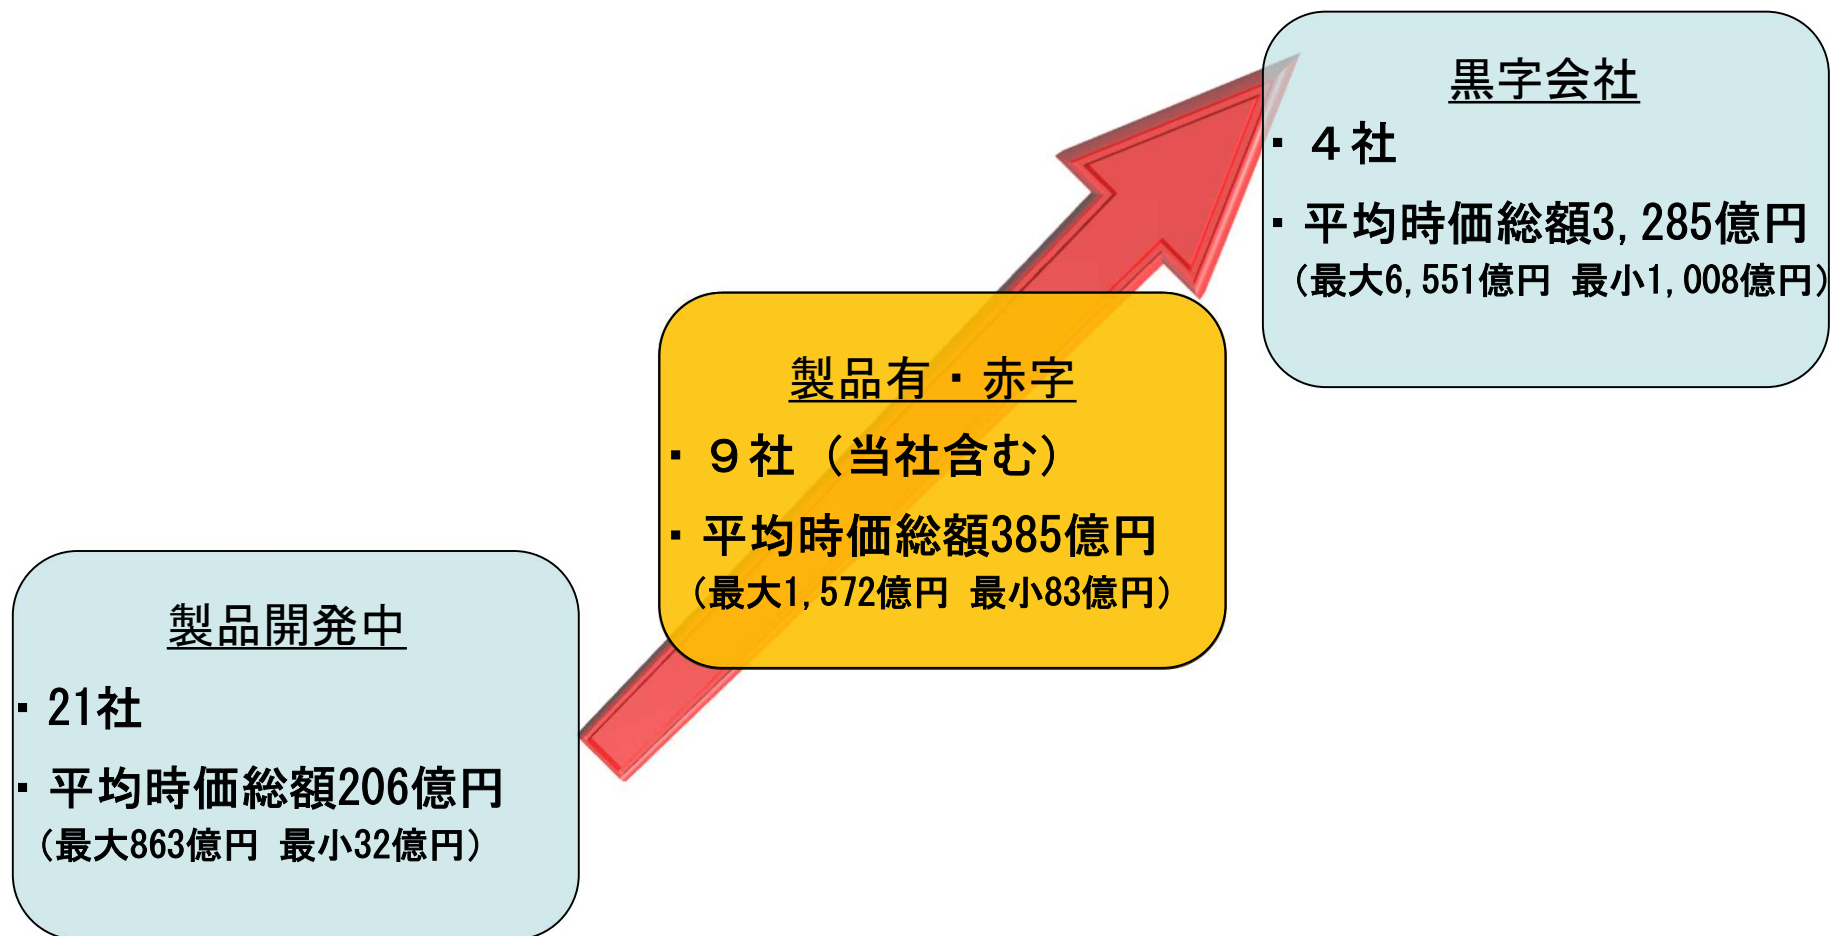 黒字会社
・４社
・平均時価総額3,285億円
（最大6,551億円 最小1,008億円）
製品有・赤字
・９社（当社含む）
・平均時価総額385億円
（最大1,572億円 最小83億円）
製品開発中
・21社
・平均時価総額206億円
（最大863億円 最小32億円）